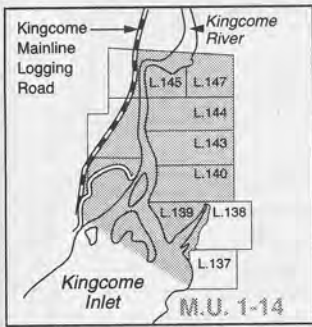 Kingcome
Mainline
Logging
Road
Kingcome
River
L.145
L.147
L.144
L.143
L.140
L.139
L.138
L.137
Kingcome
Inlet
M.U. 1-14